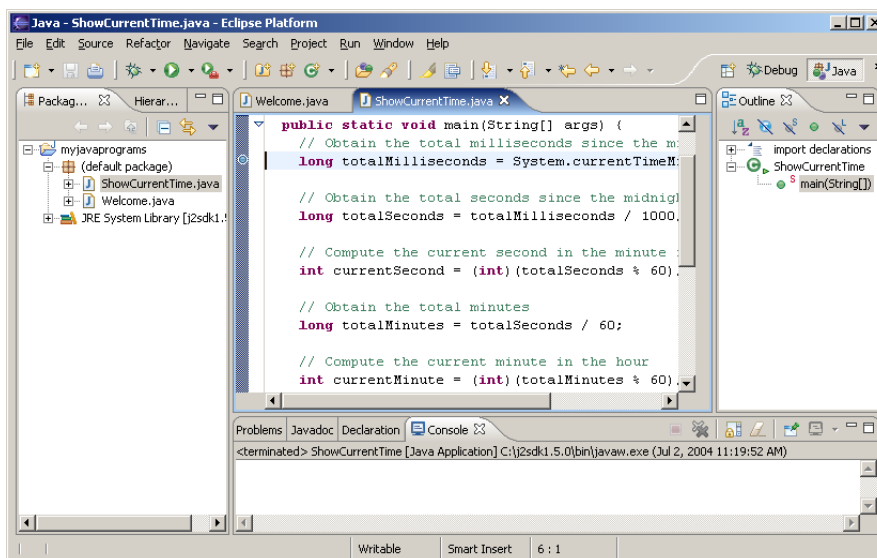 Java - ShowCurrentTime.java - Eclipse Platform
File Edit Source Refactor Navigate Search Project Run Window Help
Debug Java
Packag... Hierar...
myjavaprograms
(default package)
ShowCurrentTime.java
Welcome.java
JRE System Library [j2sdk1.5
Welcome.java ShowCurrentTime.java
public static void main(String[] args) {
// Obtain the total milliseconds since the m
long totalMilliseconds = System.currentTimeM
// Obtain the total seconds since the midnigh
long totalSeconds = totalMilliseconds / 1000
// Compute the current second in the minute
int currentSecond = (int)(totalSeconds % 60)
// Obtain the total minutes
long totalMinutes = totalSeconds / 60;
// Compute the current minute in the hour
int currentMinute = (int)(totalMinutes % 60)
Outline
import declarations
ShowCurrentTime
main(String[])
Problems Javadoc Declaration Console
<terminated> ShowCurrentTime [Java Application] C:\j2sdk1.5.0\bin\javaw.exe (Jul 2, 2004 11:19:52 AM)
Writable Smart Insert 6 : 1